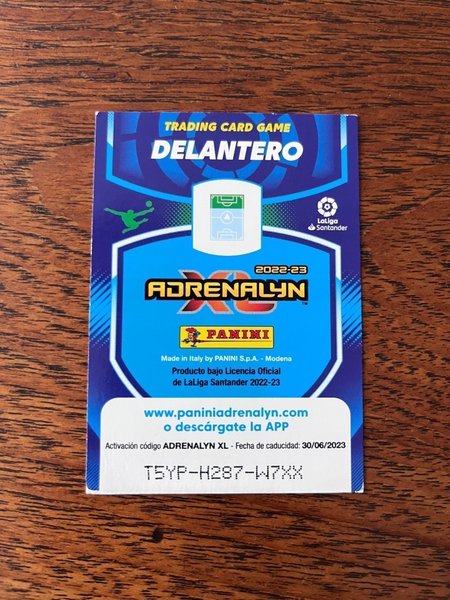 TRADING CARD GAME
DELANTERO
LaLiga
Santander
2022-23
ADRENALYN
XL
TM
PANINI
Made in Italy by PANINI S.p.A. - Modena
Producto bajo Licencia Oficial
de LaLiga Santander 2022-23
www.paniniadrenalyn.com
o descárgate la APP
Activación código ADRENALYN XL - Fecha de caducidad: 30/06/2023
T5YP-H287-W7XX